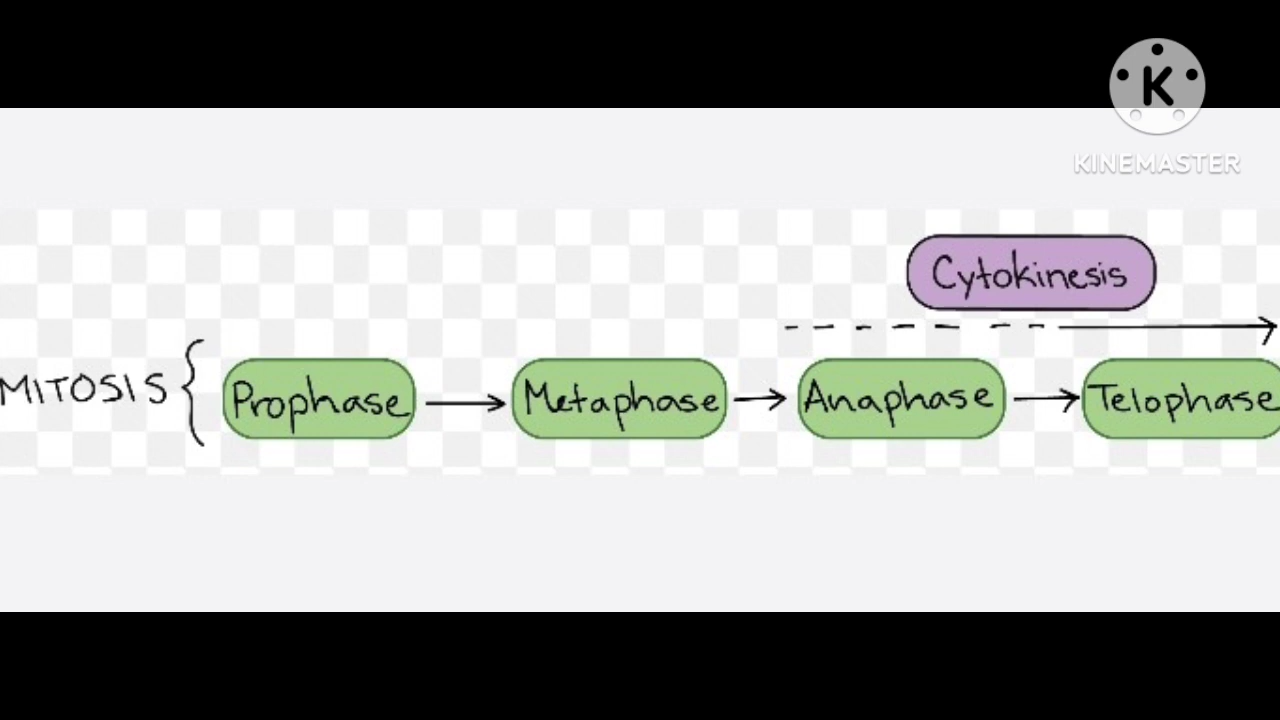 K
KINEMASTER
Cytokinesis
MITOSIS
Prophase
Metaphase
Anaphase
Telophase